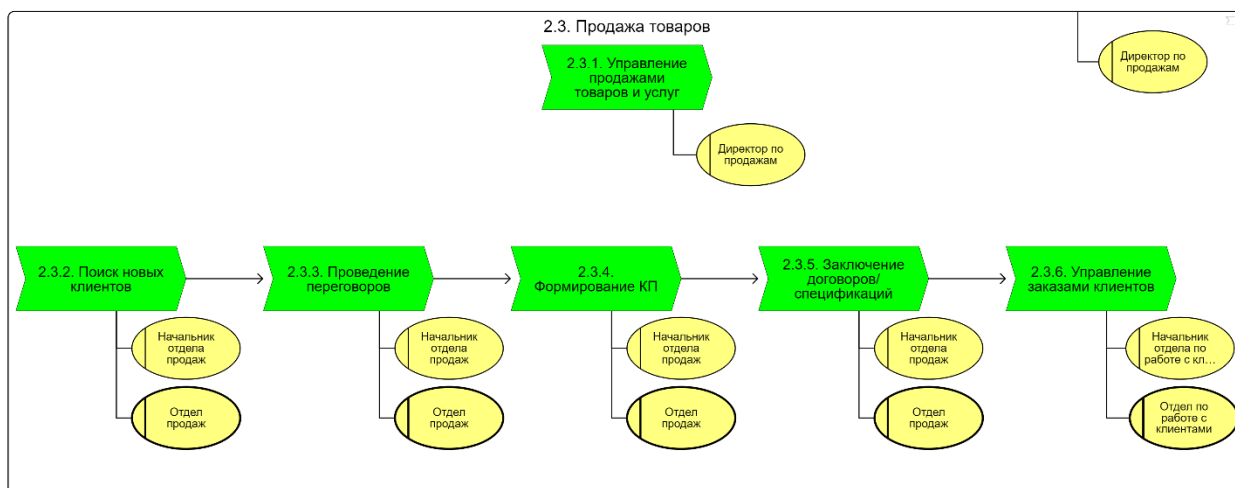 2.3. Продажа товаров
Директор по
продажам
2.3.1. Управление
продажами
товаров и услуг
Директор по
продажам
2.3.2. Поиск новых
клиентов
2.3.3. Проведение
переговоров
2.3.4.
Формирование КП
2.3.5. Заключение
договоров/
спецификаций
2.3.6. Управление
заказами клиентов
Начальник
отдела
продаж
Начальник
отдела
продаж
Начальник
отдела
продаж
Начальник
отдела
продаж
Начальник
отдела по
работе с кл...
Отдел
продаж
Отдел
продаж
Отдел
продаж
Отдел
продаж
Отдел по
работе с
клиентами